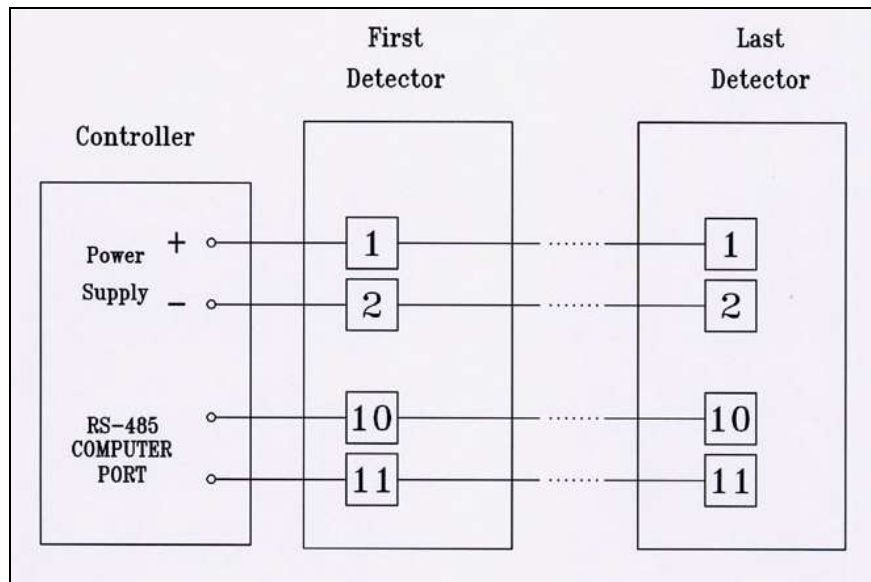 First
Detector
Last
Detector
Controller
Power
Supply
+
-
1
2
10
11
1
2
10
11
RS-485
COMPUTER
PORT